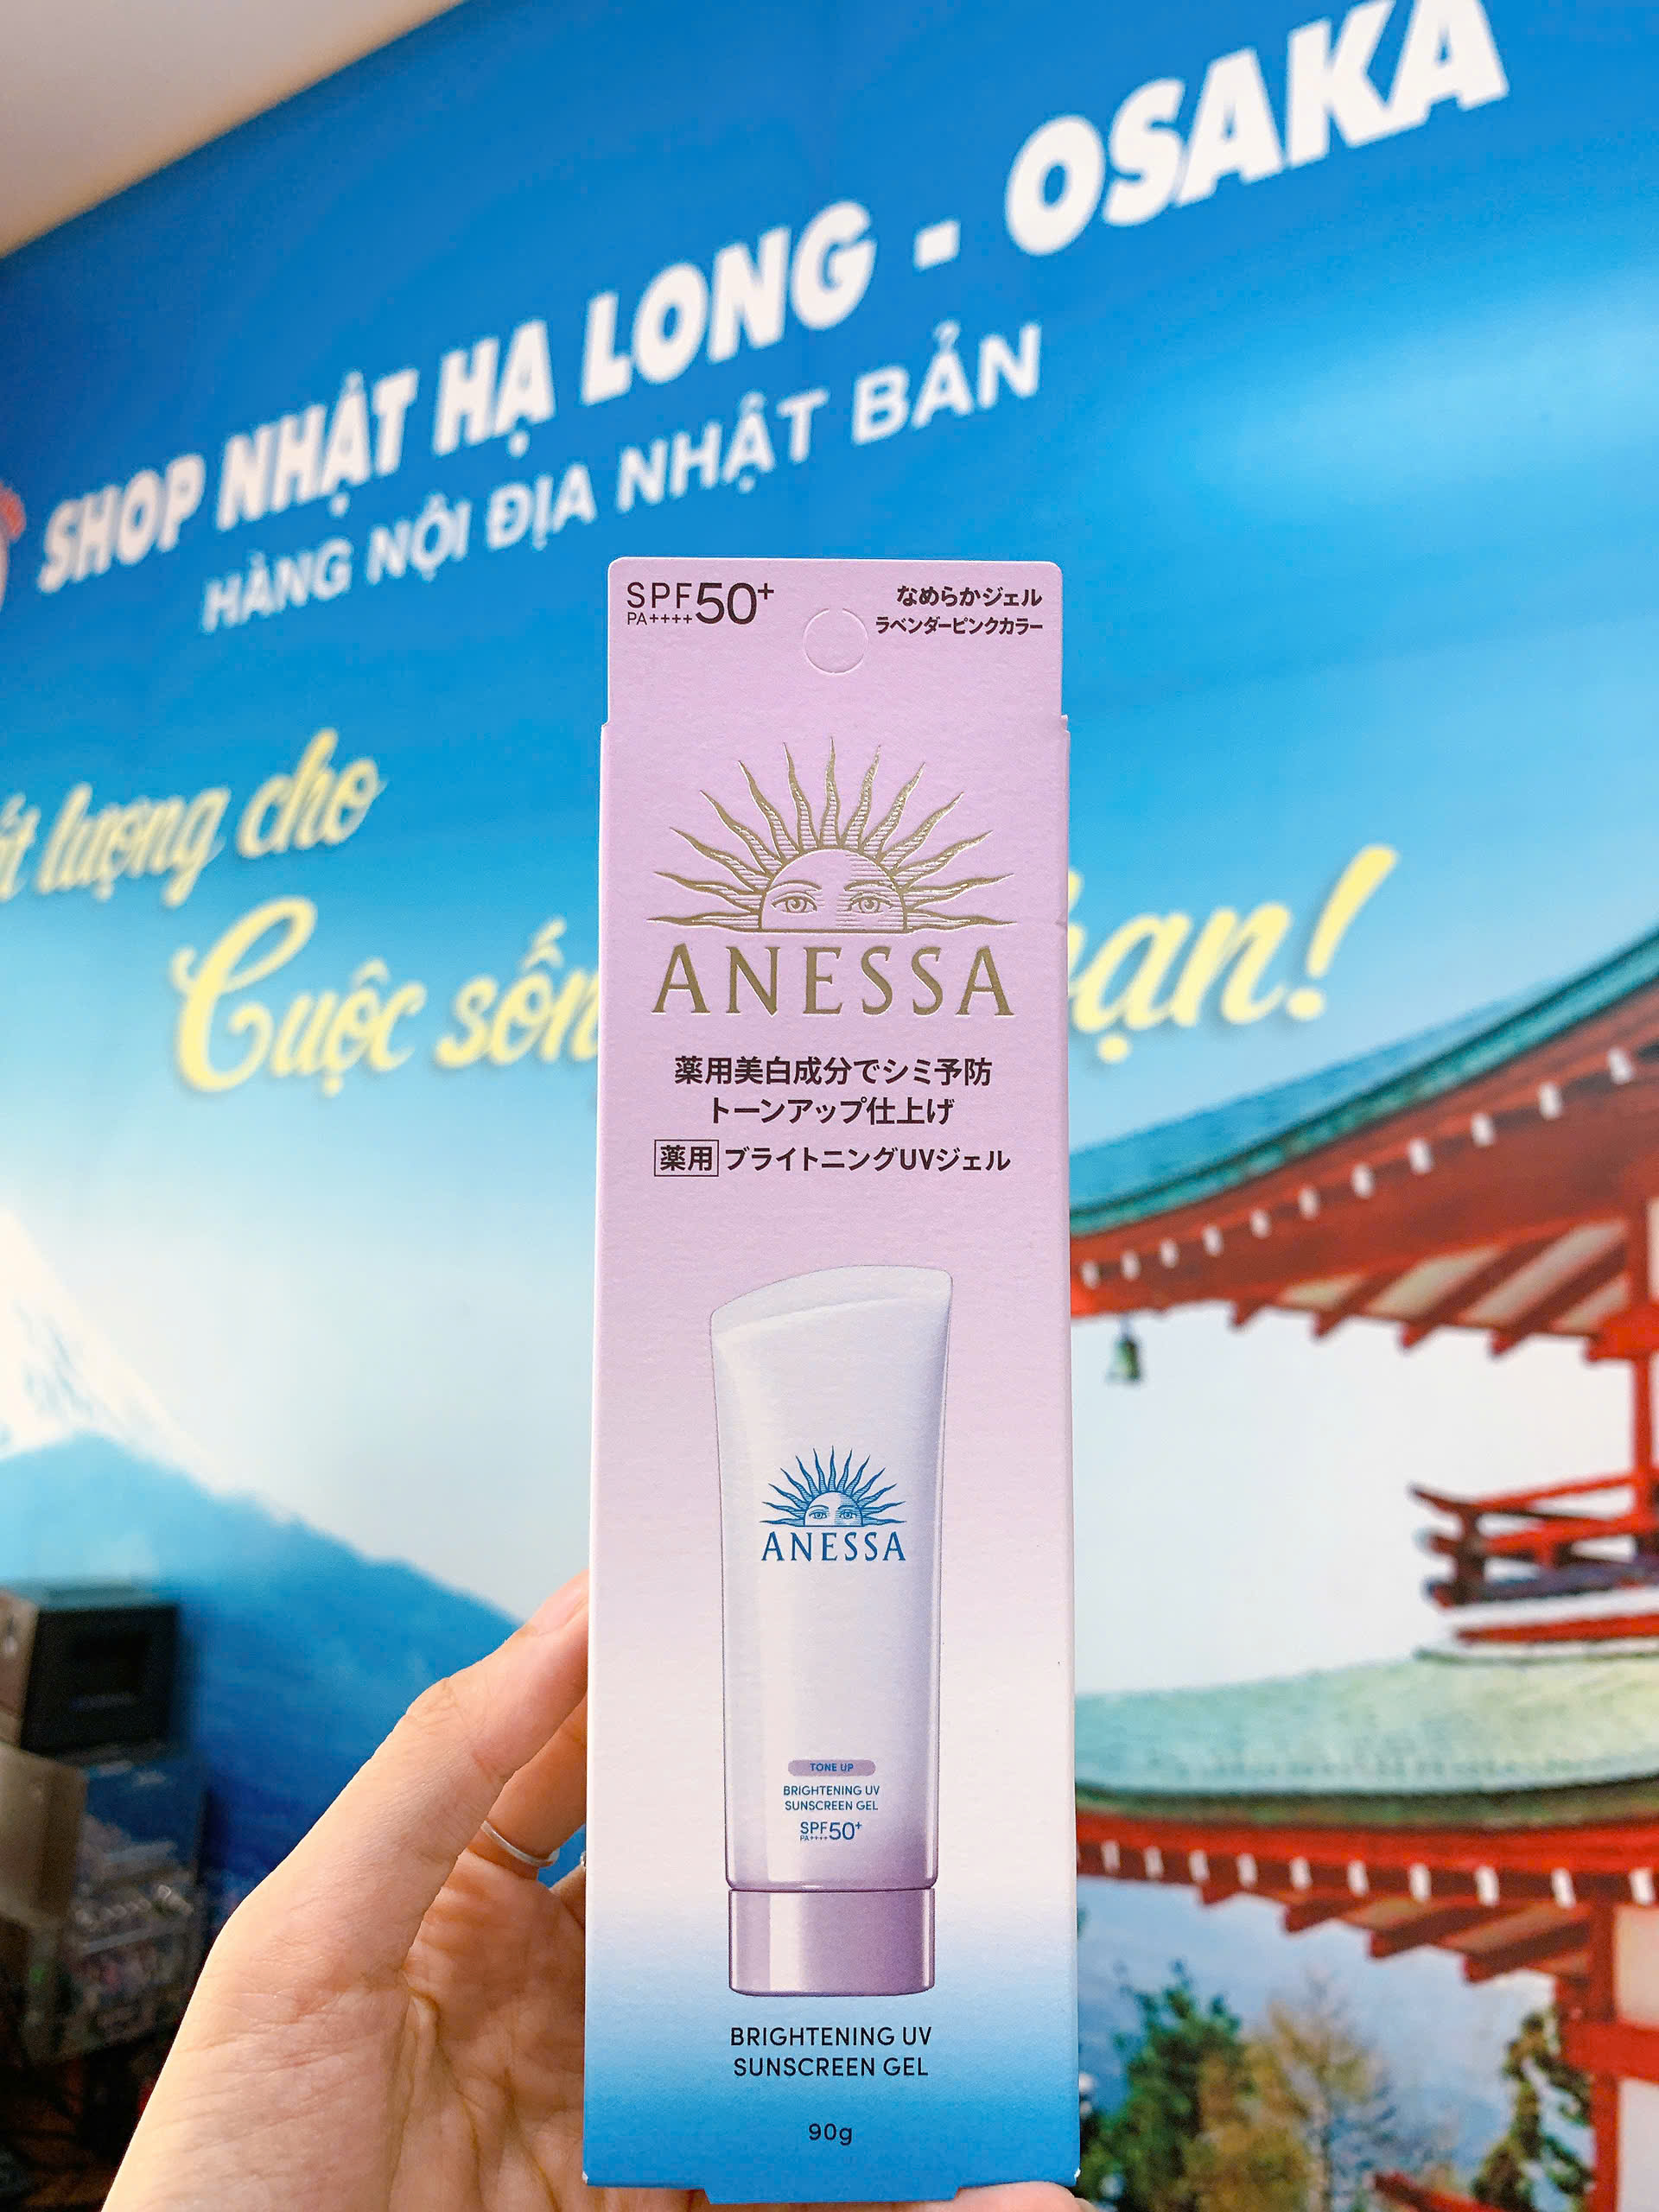 SHOP NHẬT HẠ LONG - OSAKA
HÀNG NỘI ĐỊA NHẬT BẢN
lượng cho
Cuộc
SPF50+
PA++++
なめらかジェル
ラベンダーピンクカラー
ANESSA
薬用美白成分でシミ予防
トーンアップ仕上げ
薬用 ブライトニングUVジェル
ANESSA
TONE UP
BRIGHTENING UV
SUNSCREEN GEL
SPF50+
PA++++
BRIGHTENING UV
SUNSCREEN GEL
90g